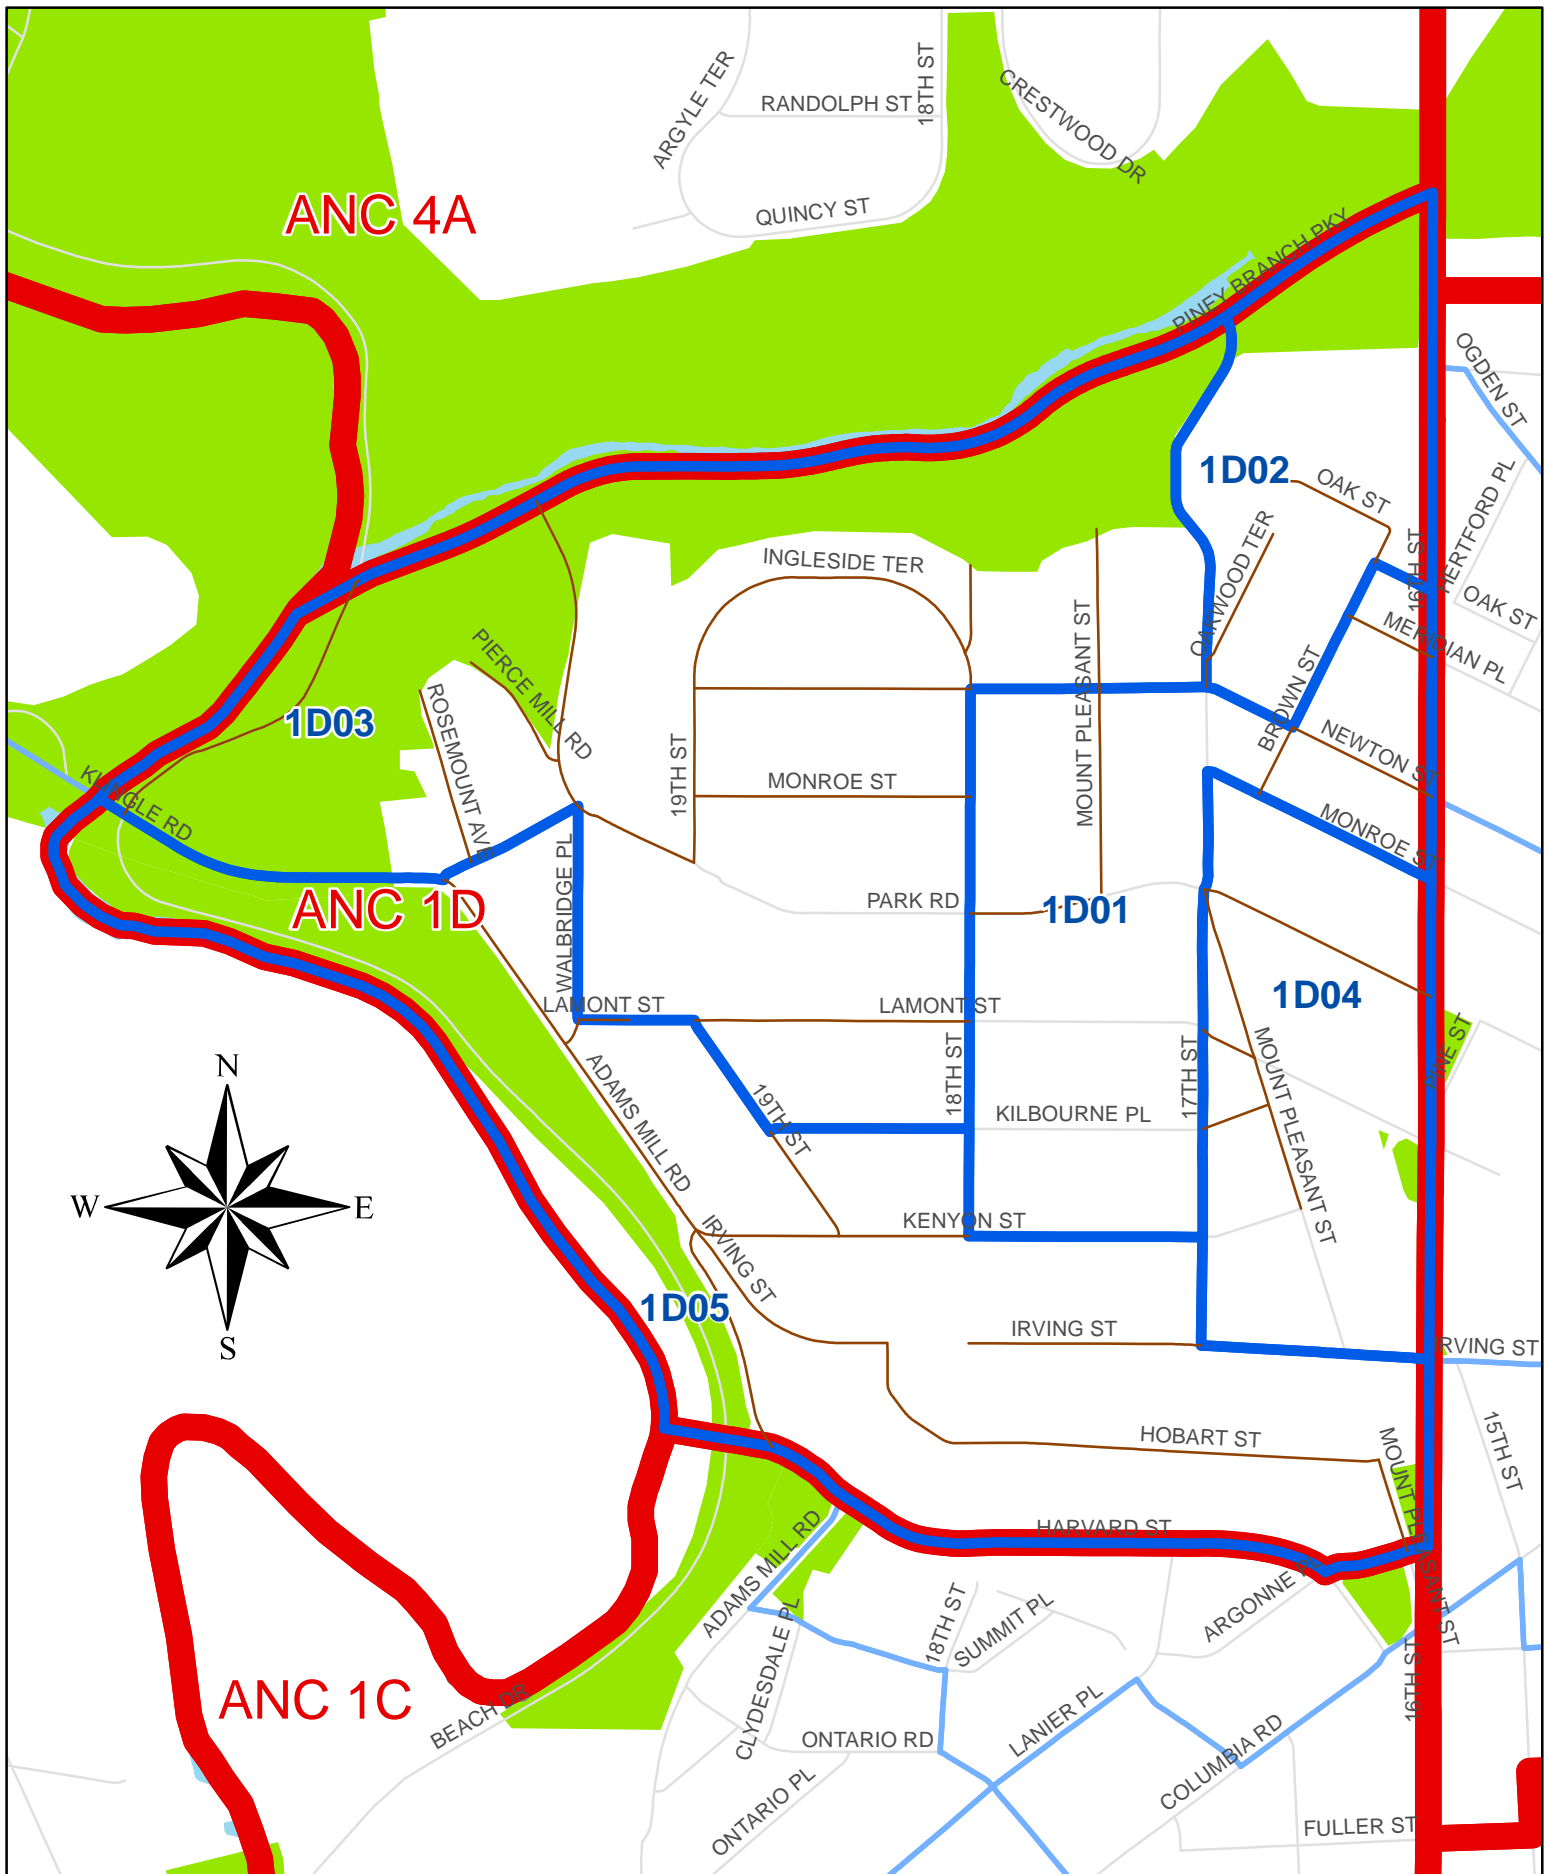 ARGYLE TER
RANDOLPH ST
18TH ST
CRESTWOOD DR
QUINCY ST
ANC 4A
PINEY BRANCH PKY
OGDEN ST
1D02
OAK ST
HERTFORD PL
16TH ST
OAKWOOD TER
INGLESIDE TER
OAK ST
MERIDIAN PL
MOUNT PLEASANT ST
PIERCE MILL RD
ROSEMOUNT AVE
1D03
BROWN ST
NEWTON ST
19TH ST
MONROE ST
KLINGLE RD
MONROE ST
WALBRIDGE PL
PARK RD
1D01
ANC 1D
1D04
LAMONT ST
LAMONT ST
18TH ST
17TH ST
MOUNT PLEASANT ST
N
ADAMS MILL RD
19TH ST
KILBOURNE PL
W
E
KENYON ST
IRVING ST
1D05
IRVING ST
RVING ST
S
HOBART ST
MOUNT PLEASANT ST
15TH ST
HARVARD ST
ADAMS MILL RD
ARGONNE PL
18TH ST
SUMMIT PL
CLYDESDALE PL
16TH ST
ANC 1C
BEACH DR
LANIER PL
ONTARIO RD
COLUMBIA RD
ONTARIO PL
FULLER ST